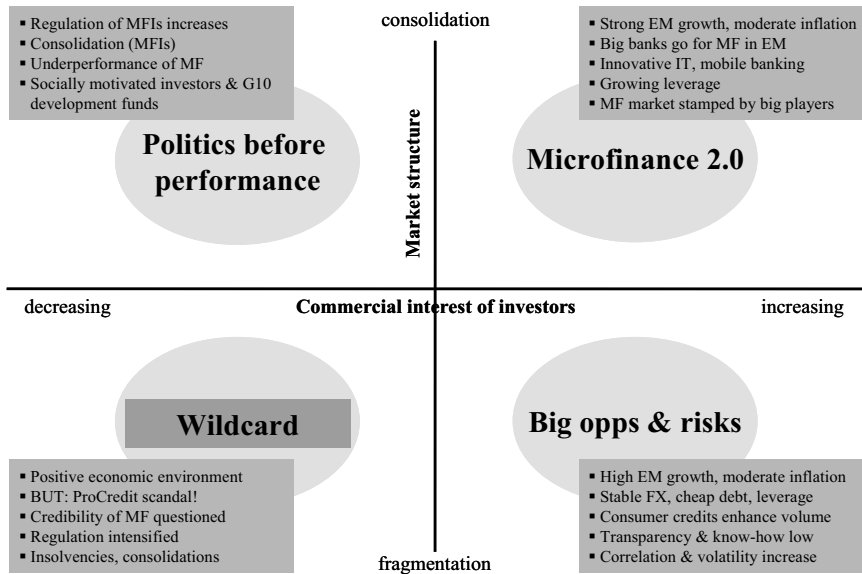 ▪ Regulation of MFIs increases
▪ Consolidation (MFIs)
▪ Underperformance of MF
▪ Socially motivated investors & G10
development funds
consolidation
▪ Strong EM growth, moderate inflation
▪ Big banks go for MF in EM
▪ Innovative IT, mobile banking
▪ Growing leverage
▪ MF market stamped by big players
Politics before
performance
Market structure
Microfinance 2.0
decreasing
Commercial interest of investors
increasing
Wildcard
Big opps & risks
▪ Positive economic environment
▪ BUT: ProCredit scandal!
▪ Credibility of MF questioned
▪ Regulation intensified
▪ Insolvencies, consolidations
fragmentation
▪ High EM growth, moderate inflation
▪ Stable FX, cheap debt, leverage
▪ Consumer credits enhance volume
▪ Transparency & know-how low
▪ Correlation & volatility increase